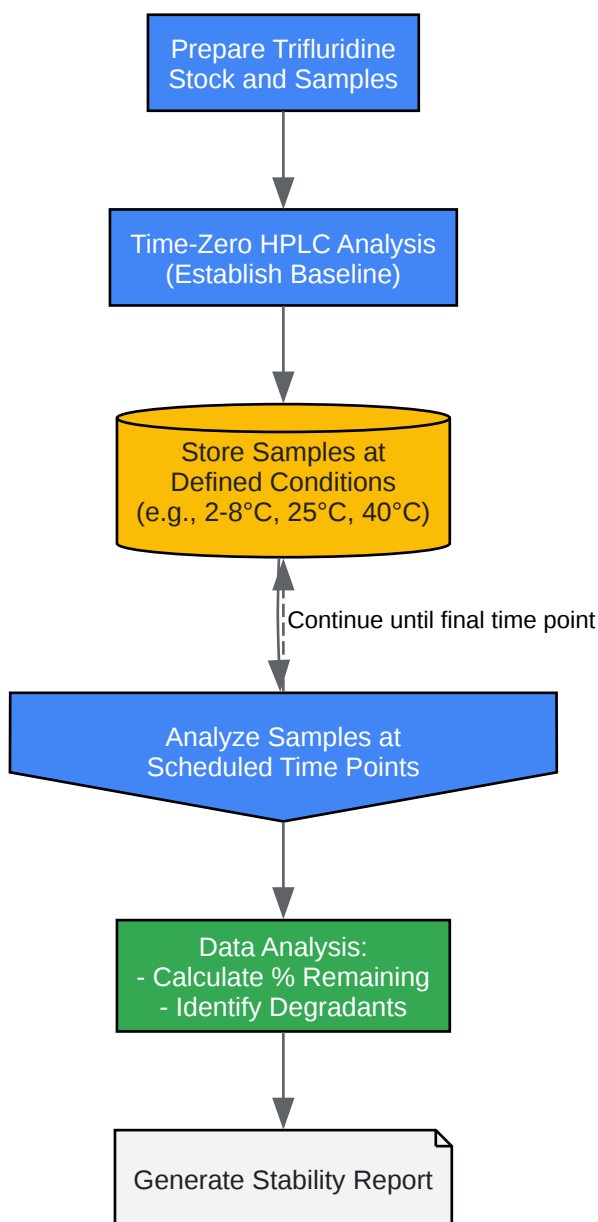 Prepare Trifluridine
Stock and Samples
Time-Zero HPLC Analysis
(Establish Baseline)
Store Samples at
Defined Conditions
(e.g., 2-8°C, 25°C, 40°C)
Continue until final time point
Analyze Samples at
Scheduled Time Points
Data Analysis:
- Calculate % Remaining
- Identify Degradants
Generate Stability Report